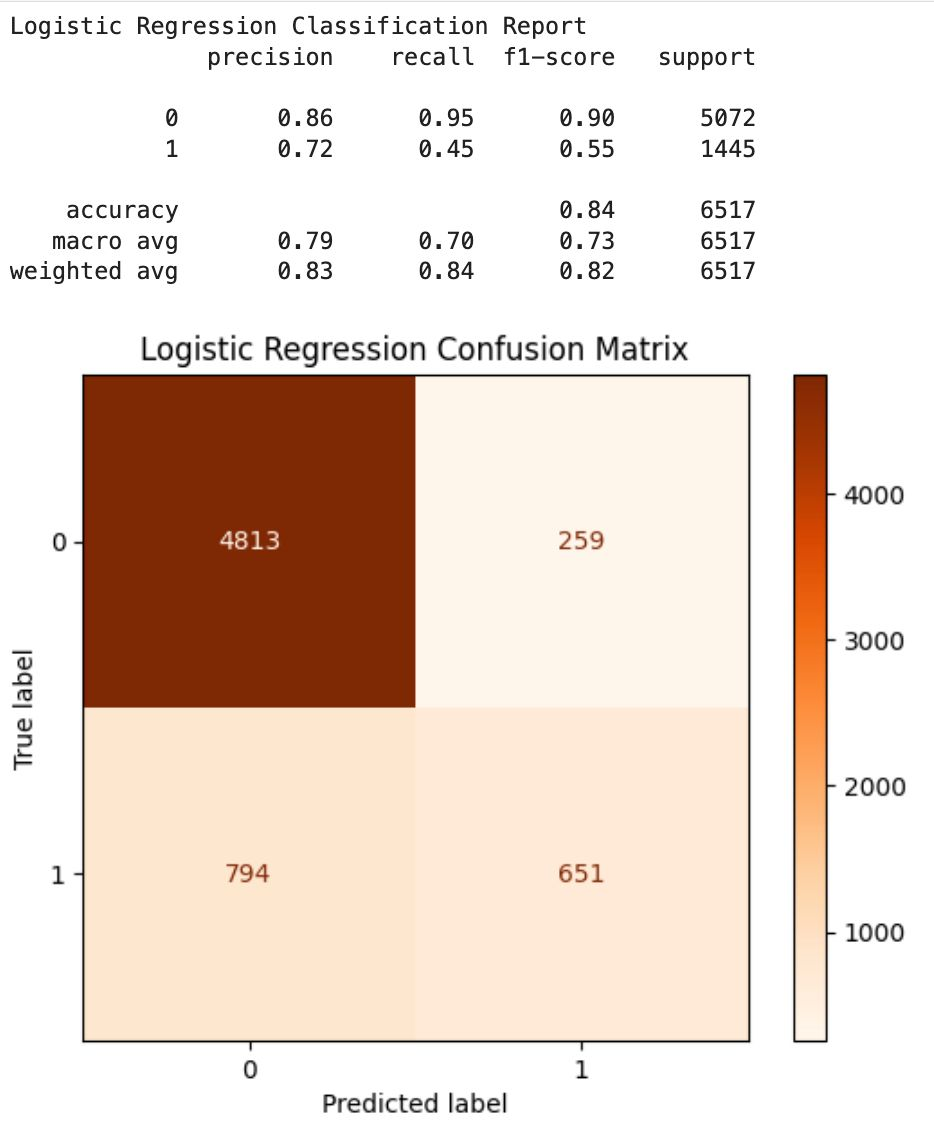 Logistic Regression Classification Report
precision recall f1-score support
0 0.86 0.95 0.90 5072
1 0.72 0.45 0.55 1445
accuracy 0.84 6517
macro avg 0.79 0.70 0.73 6517
weighted avg 0.83 0.84 0.82 6517
Logistic Regression Confusion Matrix
4000
0 4813 259
3000
True label
2000
1 794 651
1000
0 1
Predicted label